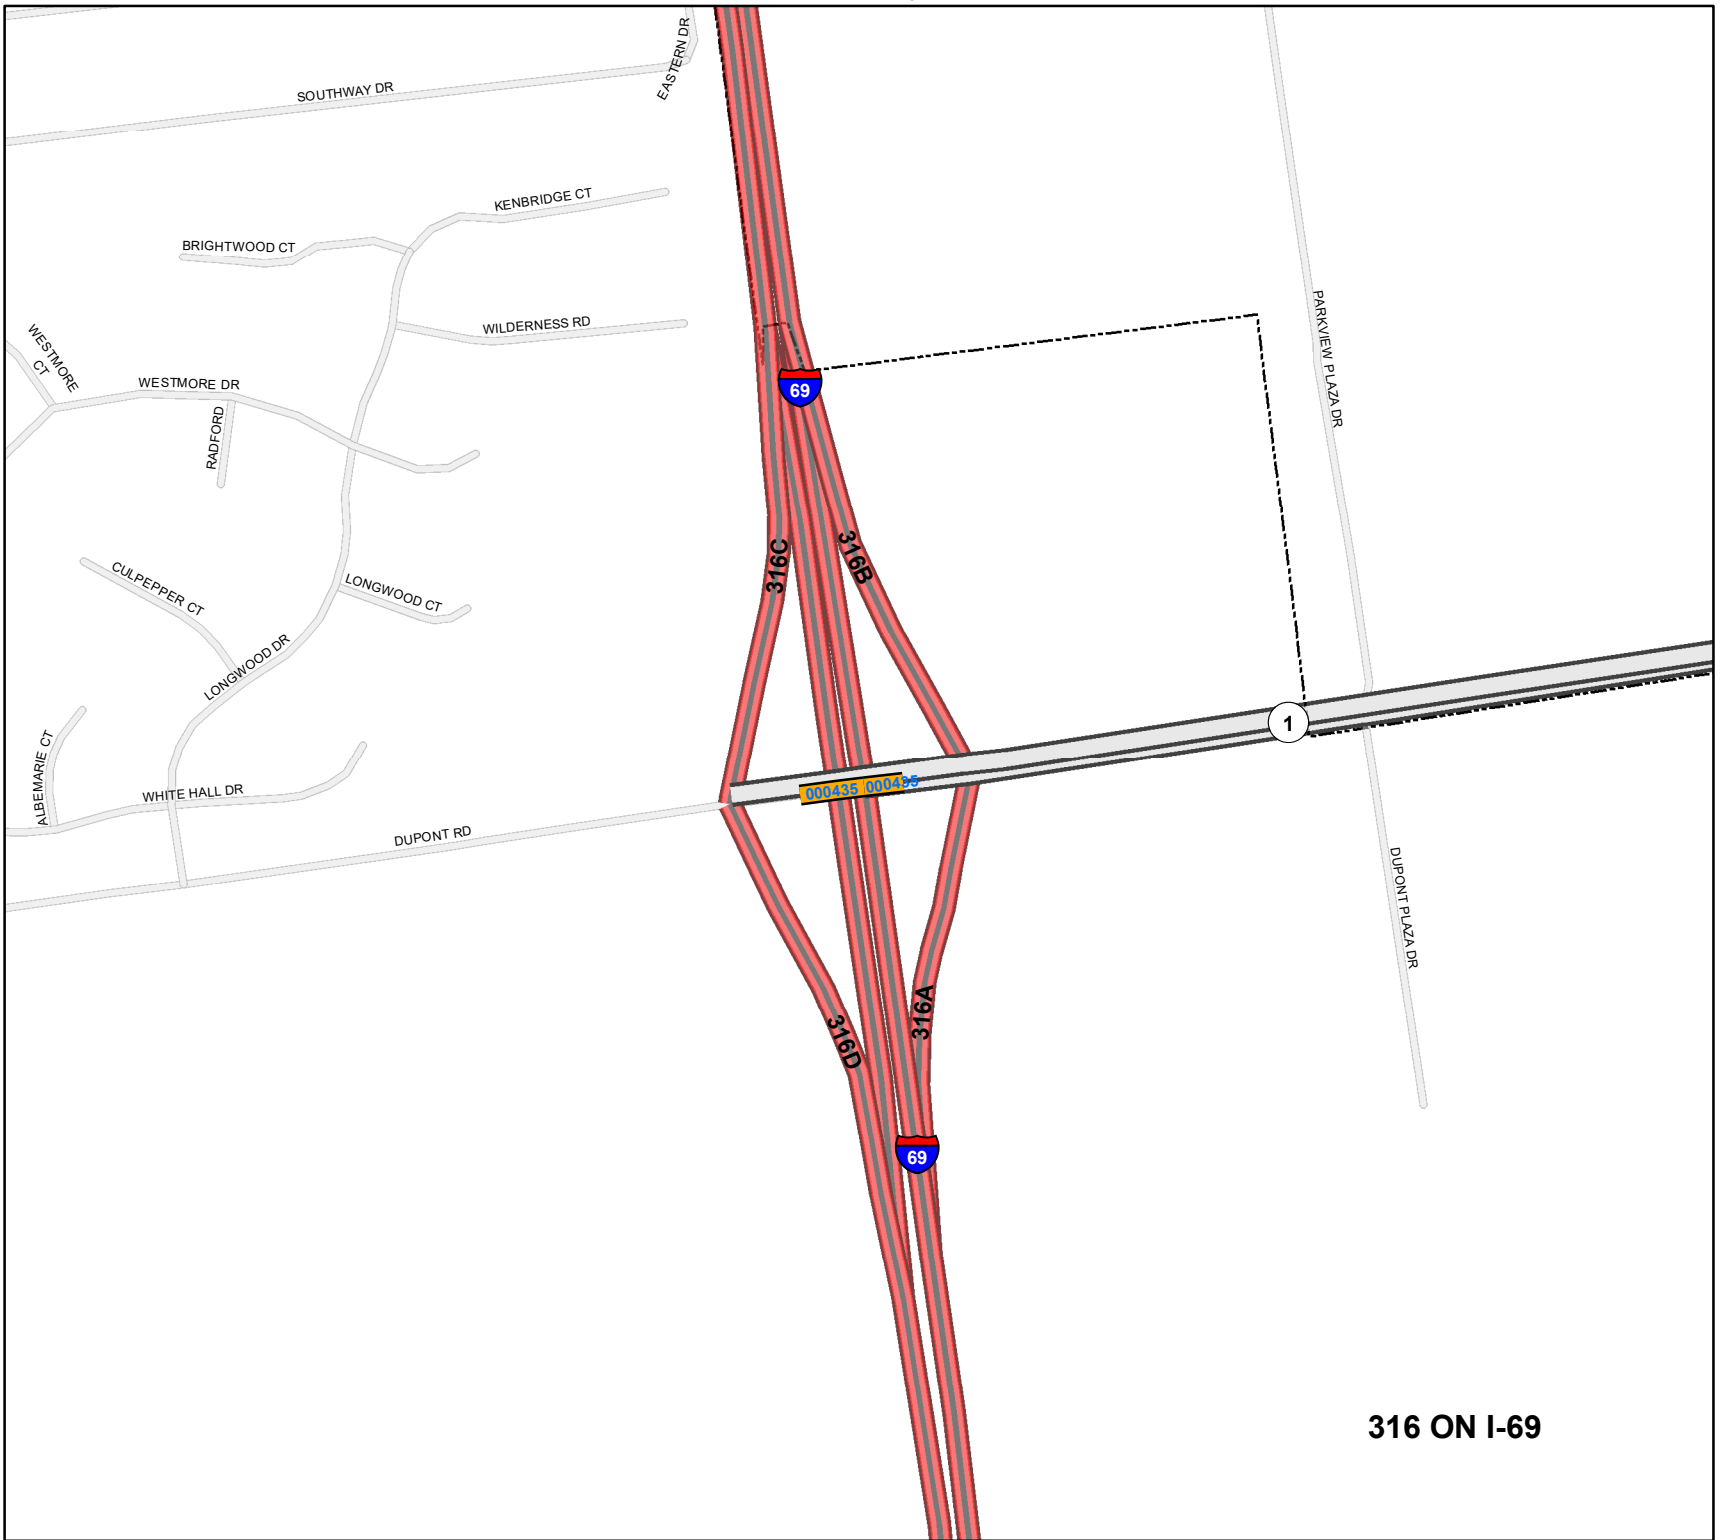 EASTERN DR
SOUTHWAY DR
KENBRIDGE CT
BRIGHTWOOD CT
WILDERNESS RD
WESTMORE
CT
WESTMORE DR
RADFORD
69
PARKVIEW PLAZA DR
316C
316B
CULPEPPER CT
LONGWOOD CT
LONGWOOD DR
1
ALBEMARIE CT
WHITE HALL DR
000435
000435
DUPONT RD
DUPONT PLAZA DR
316A
316D
69
316 ON I-69